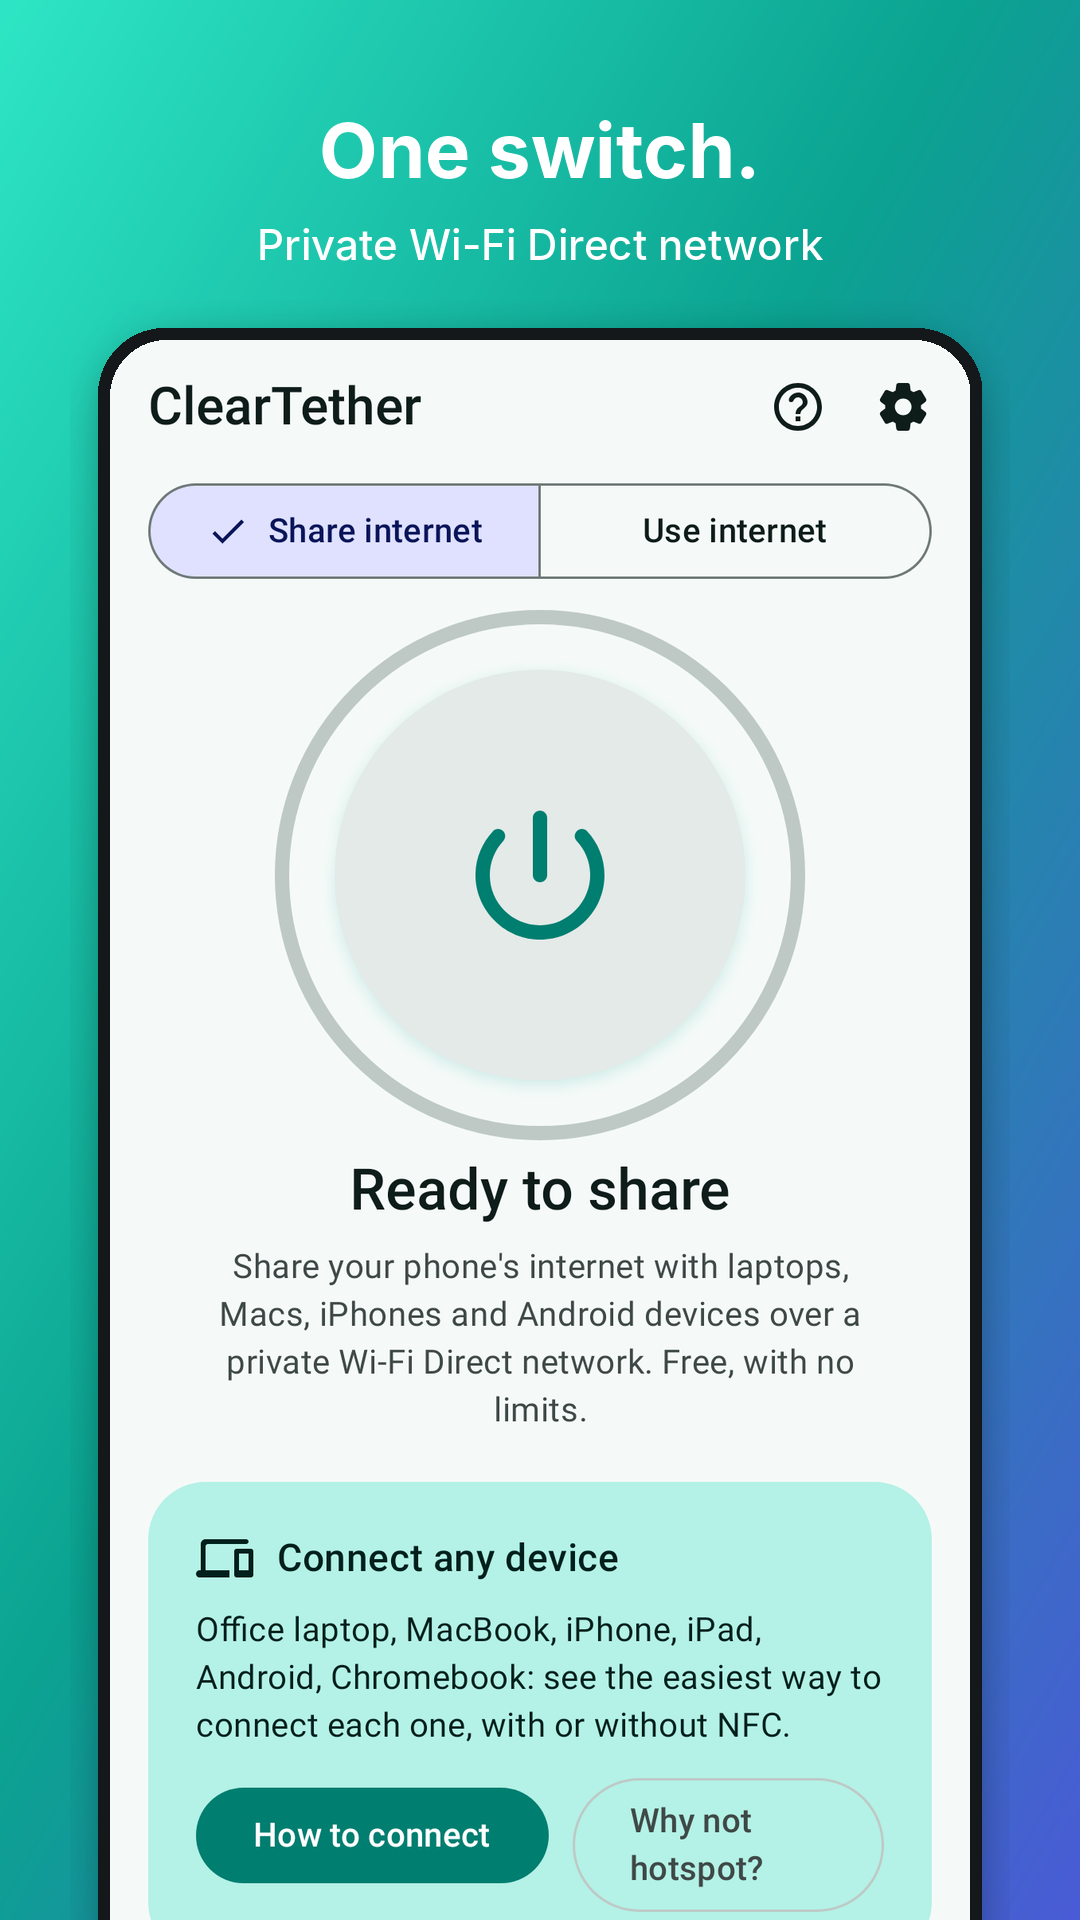 One switch.
Private Wi-Fi Direct network
ClearTether
Share internet
Use internet
Ready to share
Share your phone's internet with laptops,
Macs, iPhones and Android devices over a
private Wi-Fi Direct network. Free, with no
limits.
Connect any device
Office laptop, MacBook, iPhone, iPad,
Android, Chromebook: see the easiest way to
connect each one, with or without NFC.
How to connect
Why not
hotspot?